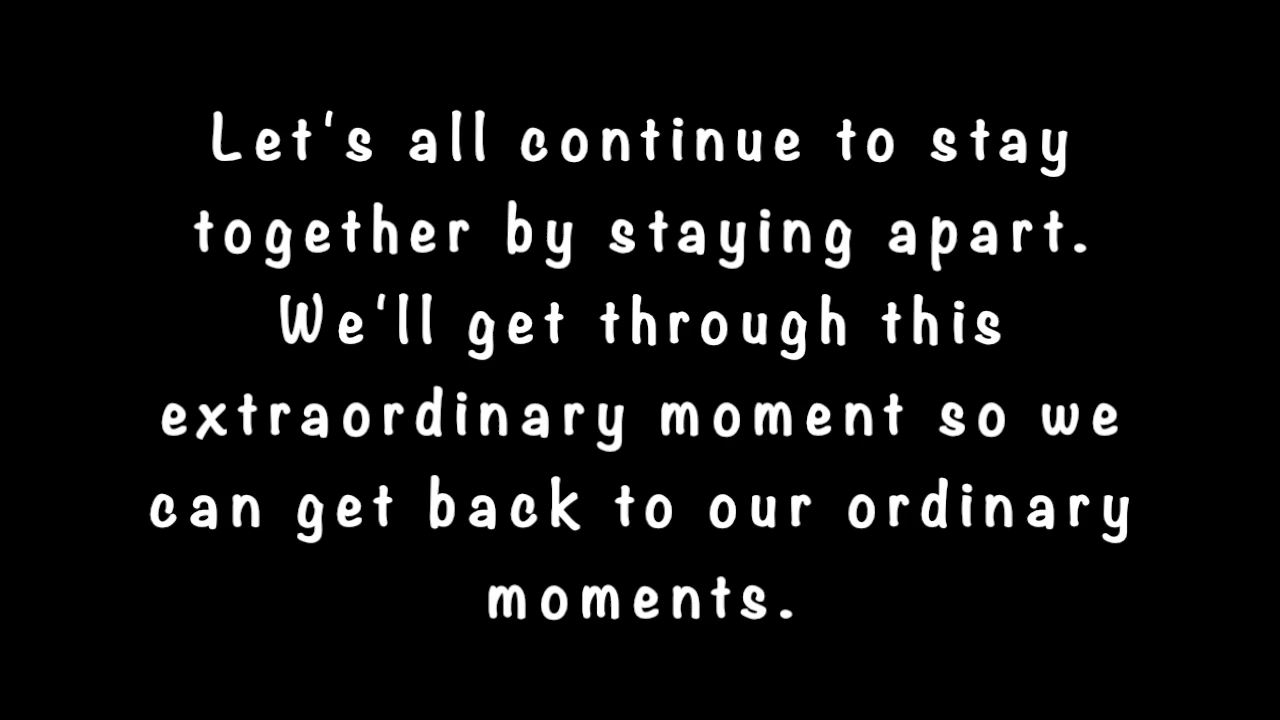 Let's all continue to stay
together by staying apart.
We'll get through this
extraordinary moment so we
can get back to our ordinary
moments.